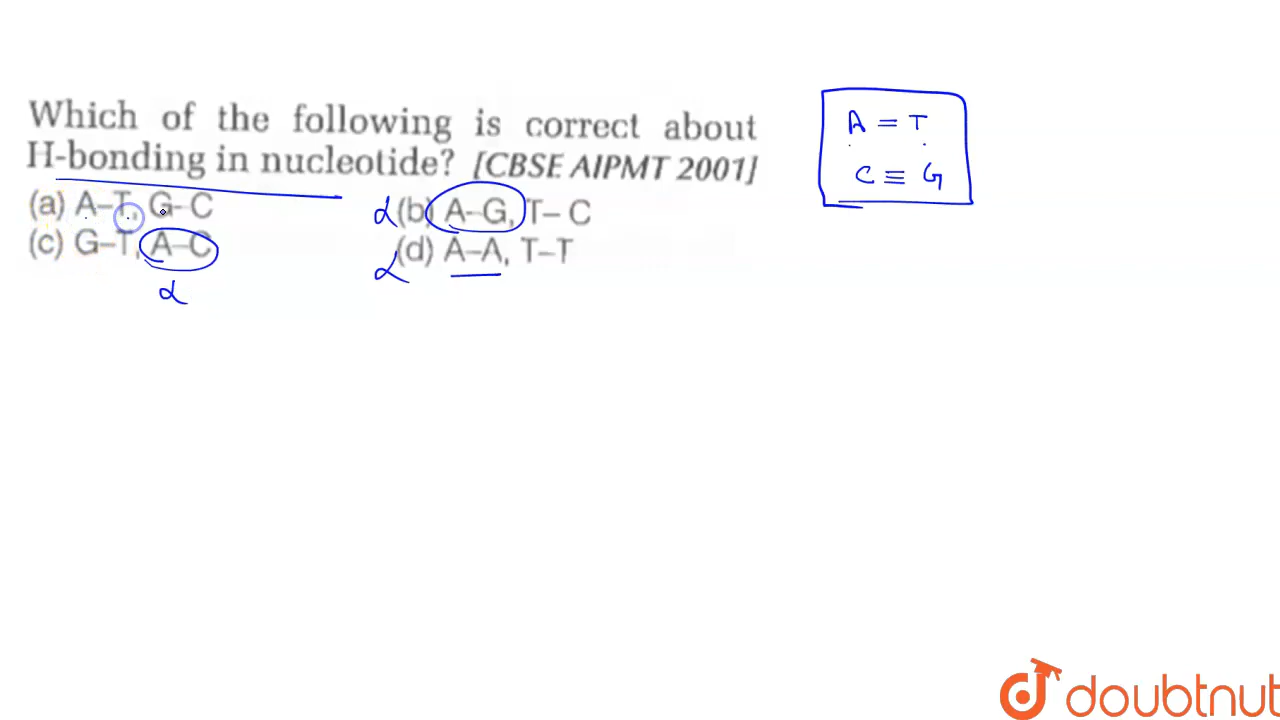 Which of the following is correct about
H-bonding in nucleotide? [CBSE AIPMT 2001]
(a) A–T, G–C
(b) A–G, T–C
(c) G–T, A–C
(d) A–A, T–T
A = T
C ≡ G
doubtnut